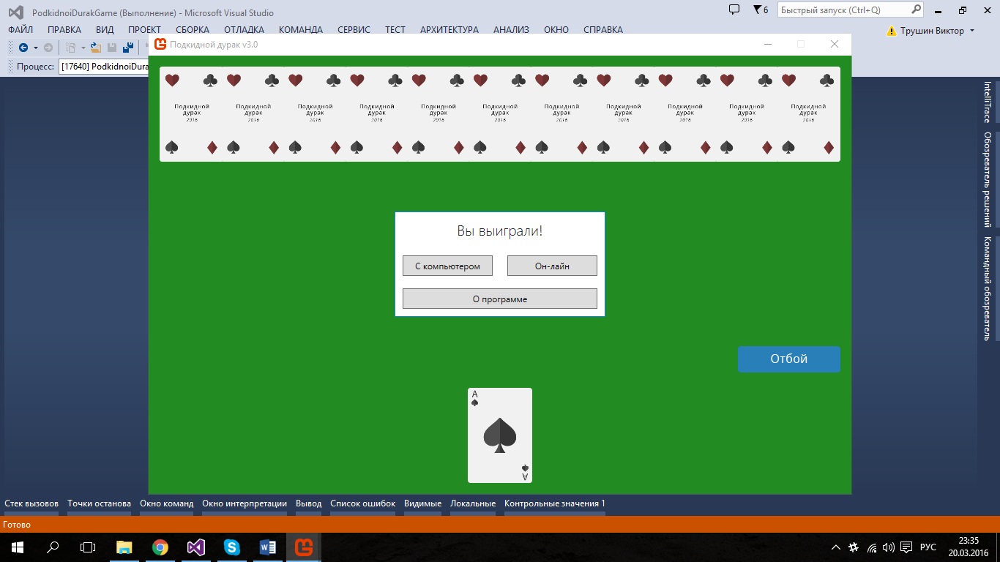 PodkidnoiDurakGame (Выполнение) - Microsoft Visual Studio
6
Быстрый запуск (Ctrl+Q)
ФАЙЛ ПРАВКА ВИД ПРОЕКТ СБОРКА ОТЛАДКА КОМАНДА СЕРВИС ТЕСТ АРХИТЕКТУРА АНАЛИЗ ОКНО СПРАВКА
Трушин Виктор
Подкидной дурак v3.0
Процесс: [17640] PodkidnoiDura
Подкидной Подкидной Подкидной Подкидной Подкидной Подкидной Подкидной Подкидной Подкидной Подкидной Подкидной
дурак дурак дурак дурак дурак дурак дурак дурак дурак дурак дурак
2016 2016 2016 2016 2016 2016 2016 2016 2016 2016 2016
IntelliTrace
Обозреватель решений
Командный обозреватель
Вы выиграли!
С компьютером Он-лайн
О программе
Отбой
A
A
Стек вызовов Точки останова Окно команд Окно интерпретации Вывод Список ошибок Видимые Локальные Контрольные значения 1
Готово
РУС
23:35
20.03.2016